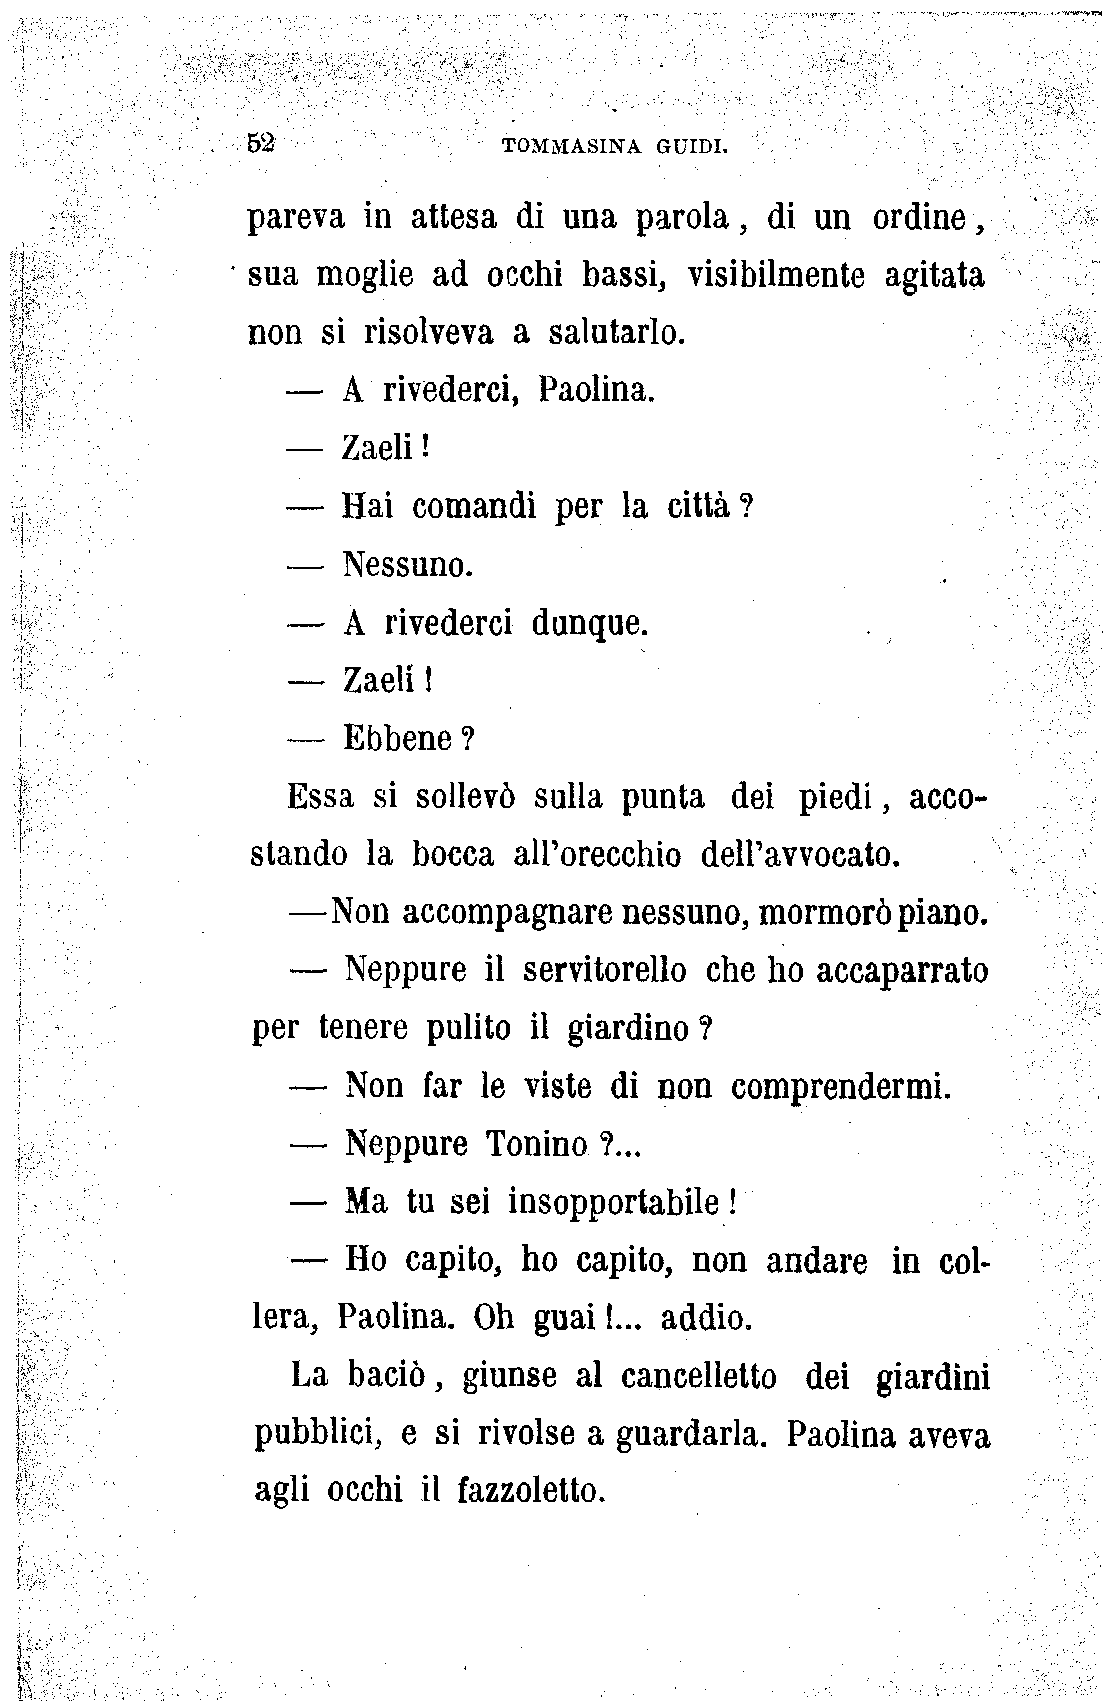 52 TOMMASINA GUIDI.
pareva in attesa di una parola, di un ordine,
sua moglie ad occhi bassi, visibilmente agitata
non si risolveva a salutarlo.
— A rivederci, Paolina.
— Zaeli!
— Hai comandi per la città?
— Nessuno.
— A rivederci dunque.
— Zaeli!
— Ebbene?
Essa si sollevò sulla punta dei piedi, acco-
stando la bocca all'orecchio dell'avvocato.
— Non accompagnare nessuno, mormorò piano.
— Neppure il servitorello che ho accaparrato
per tenere pulito il giardino?
— Non far le viste di non comprendermi.
— Neppure Tonino?...
— Ma tu sei insopportabile!
— Ho capito, ho capito, non andare in col-
lera, Paolina. Oh guai!... addio.
La baciò, giunse al cancelletto dei giardini
pubblici, e si rivolse a guardarla. Paolina aveva
agli occhi il fazzoletto.